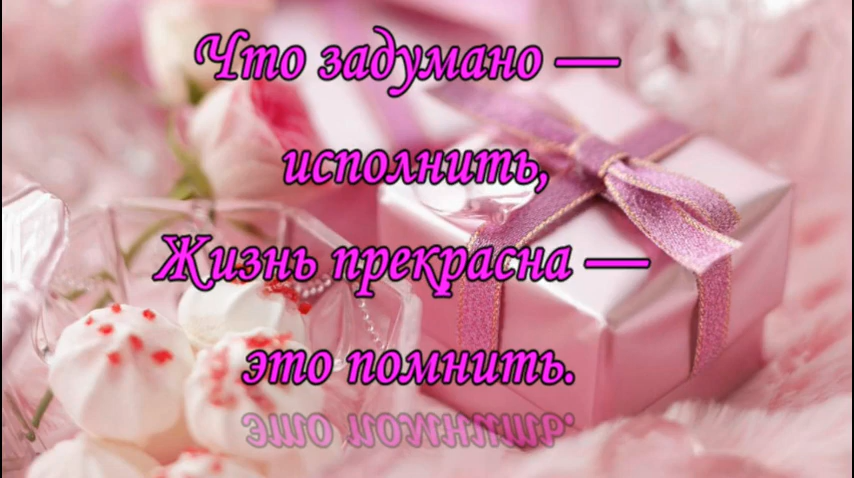 Что задумано —
исполнить,
Жизнь прекрасна —
это помнить.